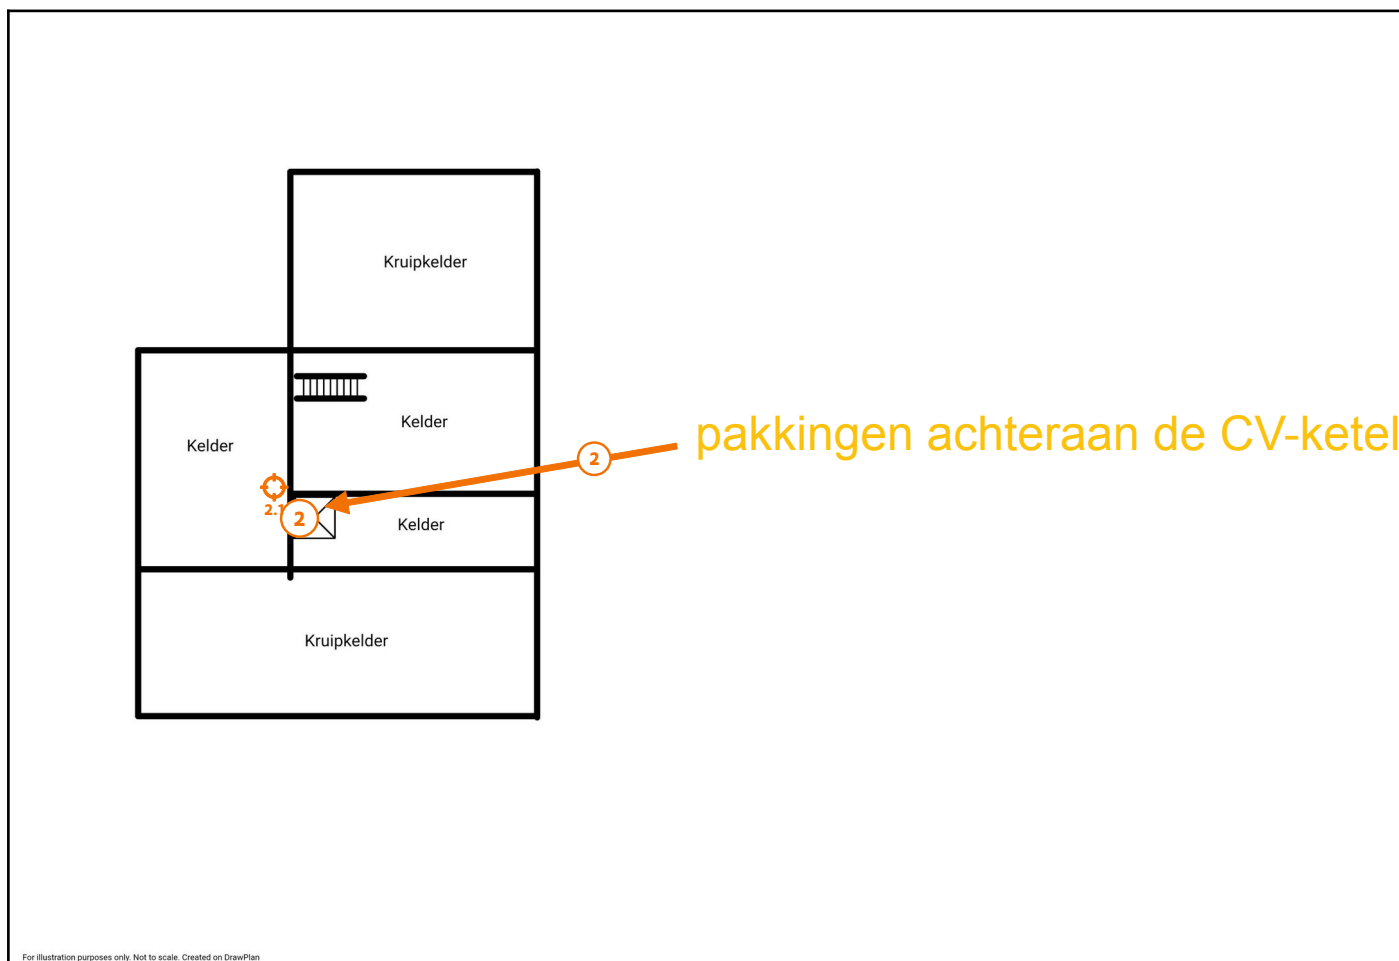 Kruipkelder
Kelder
Kelder
pakkingen achteraan de CV-ketel
2
2.1
2
Kelder
Kruipkelder
For illustration purposes only. Not to scale. Created on DrawPlan